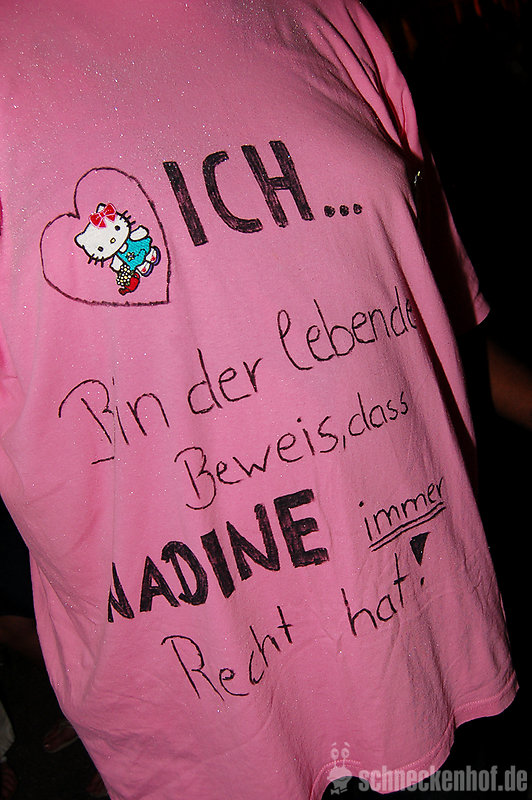 ICH...
Bin der lebende
Beweis, dass
NADINE immer
Recht hat!
schneckenhof.de